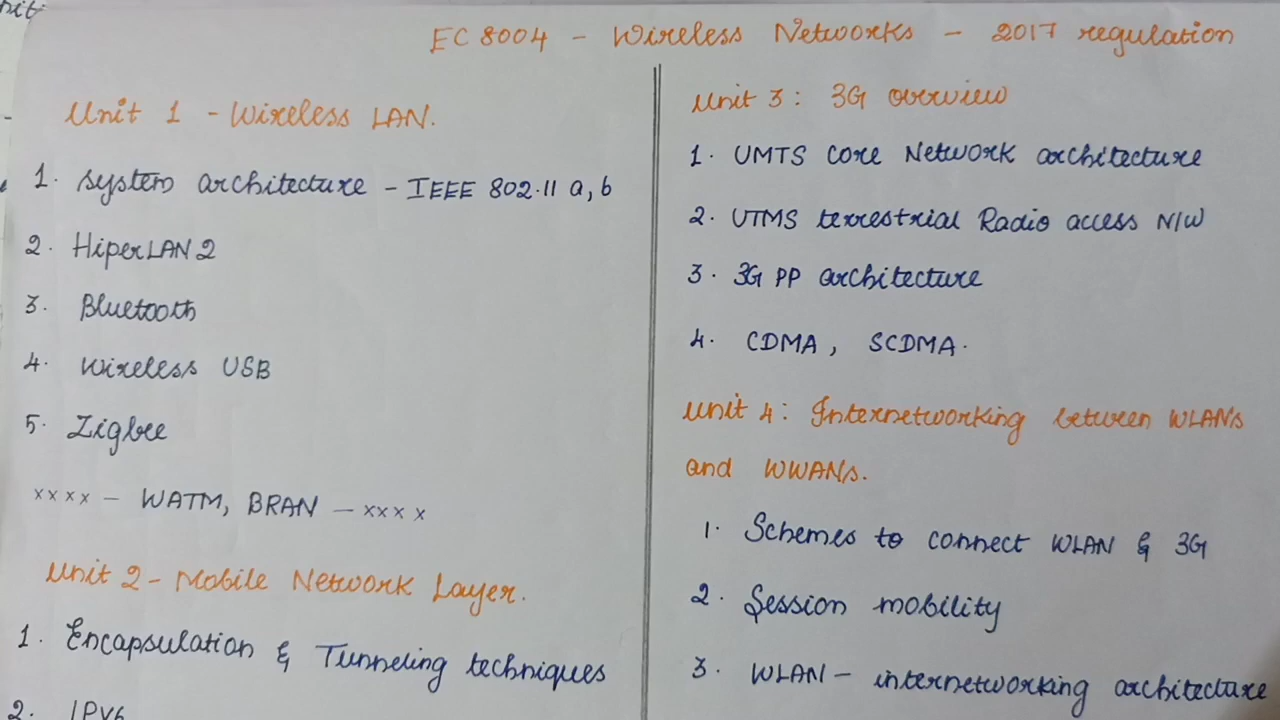 EC 8004 - Wireless Networks - 2017 regulation
Unit 1 - Wireless LAN.
1. System architecture - IEEE 802.11 a, b
2. HiperLAN 2
3. Bluetooth
4. Wireless USB
5. Zigbee
xxxx - WATM, BRAN - xxxx
Unit 2 - Mobile Network Layer.
1. Encapsulation & Tunneling techniques
2. IPV6
Unit 3: 3G overview
1. UMTS core Network architecture
2. UTMS terrestrial Radio access N/W
3. 3G PP architecture
4. CDMA, SCDMA.
Unit 4: Internetworking between WLANs
and WWANs.
1. Schemes to connect WLAN & 3G
2. Session mobility
3. WLAN - internetworking architecture